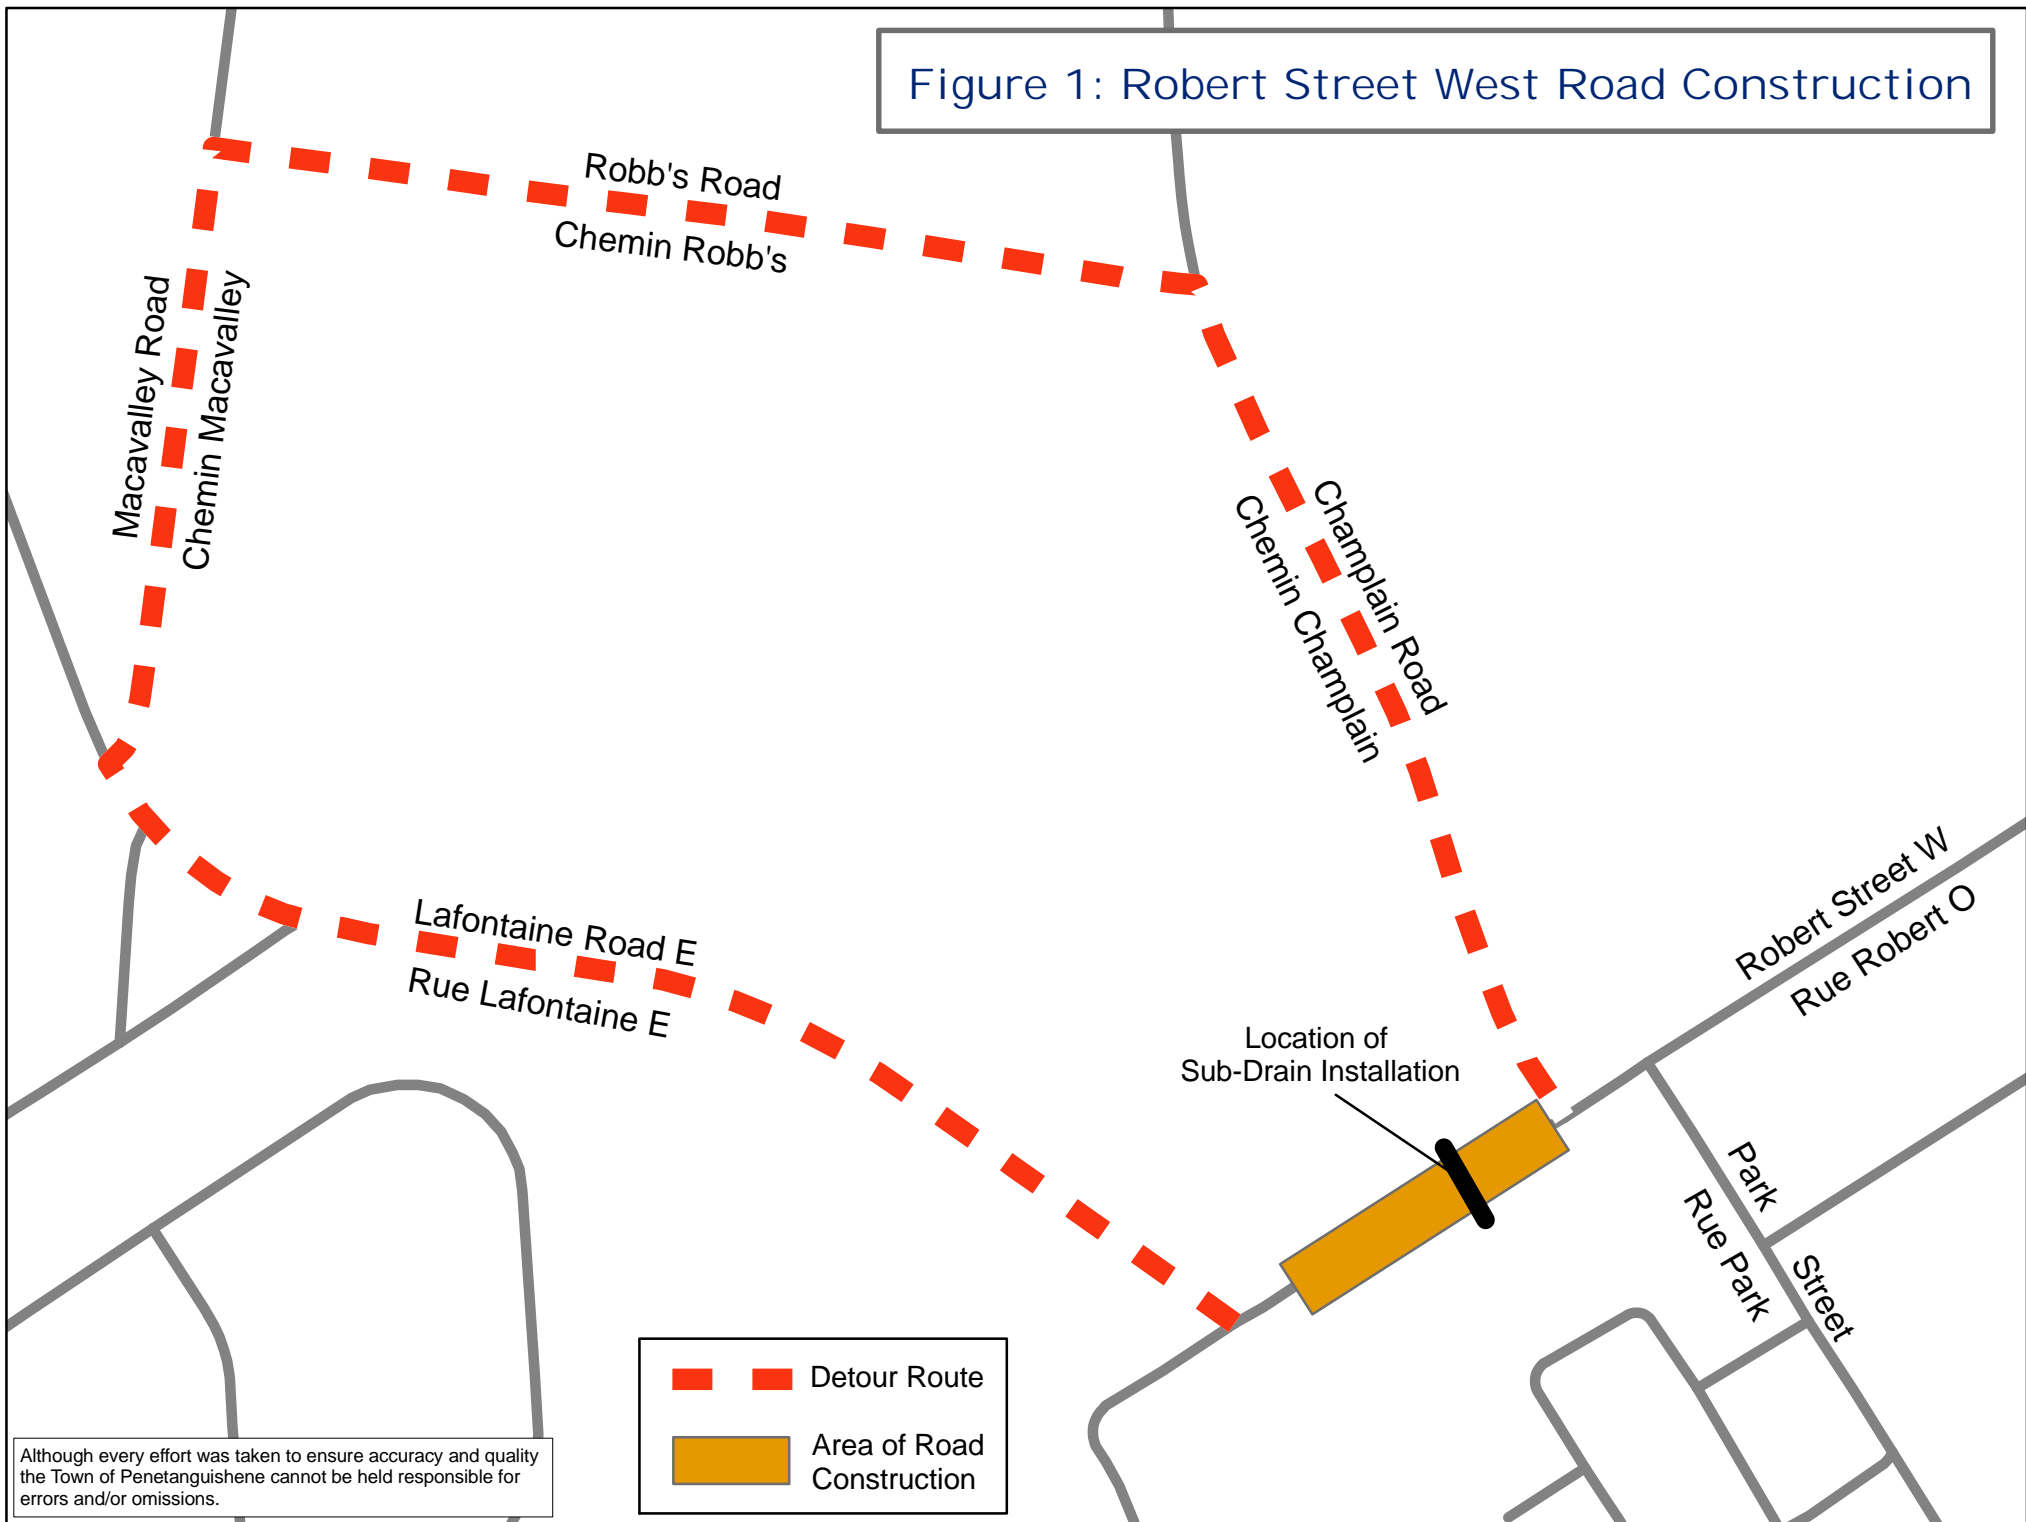 Figure 1: Robert Street West Road Construction
Robb's Road
Chemin Robb's
Macavalley Road
Chemin Macavalley
Champlain Road
Chemin Champlain
Robert Street W
Rue Robert O
Lafontaine Road E
Rue Lafontaine E
Location of
Sub-Drain Installation
Park Street
Rue Park
Detour Route
Area of Road
Construction
Although every effort was taken to ensure accuracy and quality
the Town of Penetanguishene cannot be held responsible for
errors and/or omissions.